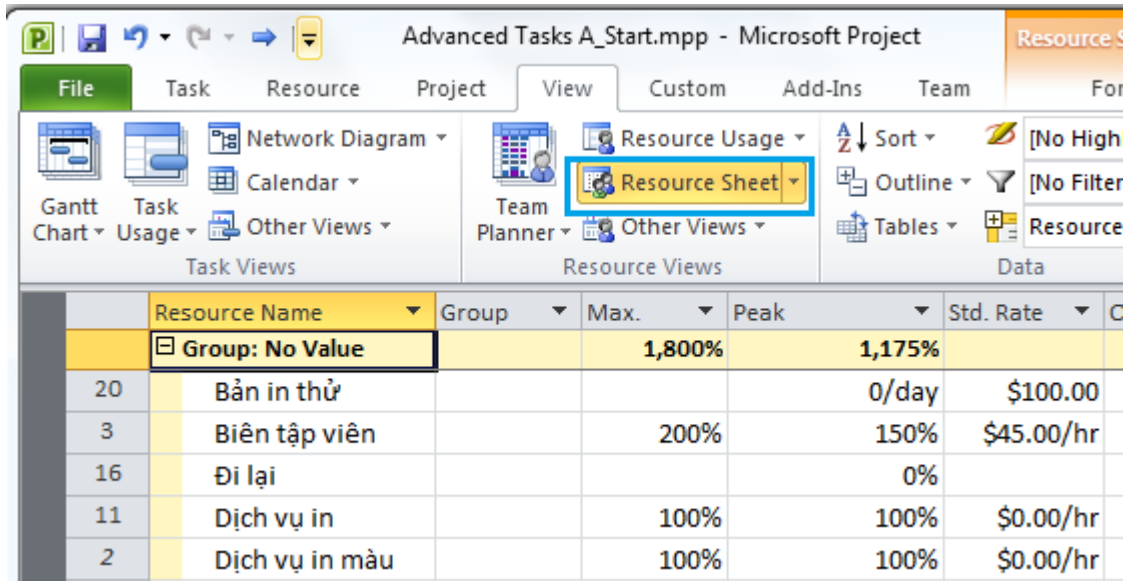 Advanced Tasks A_Start.mpp - Microsoft Project
Resource S
File Task Resource Project View Custom Add-Ins Team For
Network Diagram Resource Usage Sort [No High
Calendar Resource Sheet Outline [No Filter
Gantt Chart Task Usage Other Views Team Planner Other Views Tables Resource
Task Views Resource Views Data
Resource Name Group Max. Peak Std. Rate
Group: No Value 1,800% 1,175%
20 Bản in thử 0/day $100.00
3 Biên tập viên 200% 150% $45.00/hr
16 Đi lại 0%
11 Dịch vụ in 100% 100% $0.00/hr
2 Dịch vụ in màu 100% 100% $0.00/hr